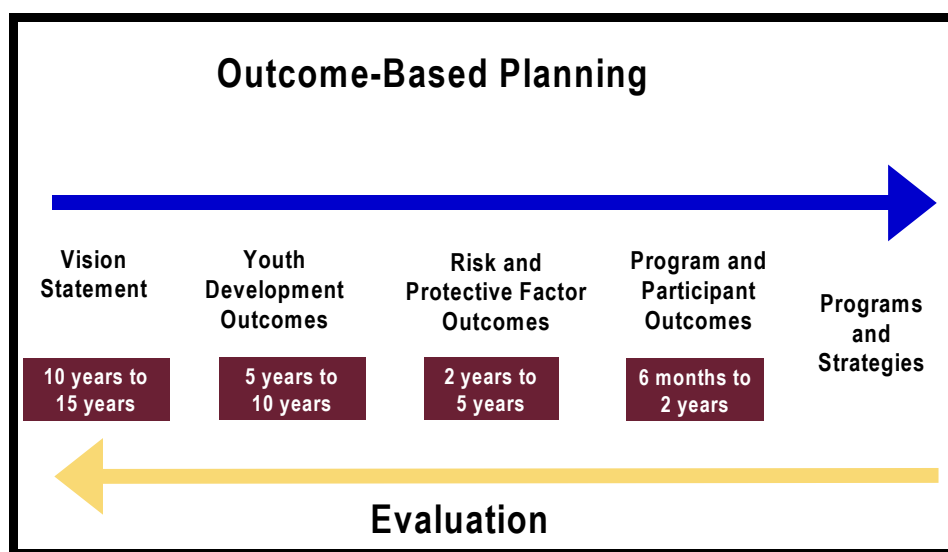 Outcome-Based Planning
Vision
Statement
10 years to
15 years
Youth
Development
Outcomes
5 years to
10 years
Risk and
Protective Factor
Outcomes
2 years to
5 years
Program and
Participant
Outcomes
6 months to
2 years
Programs
and
Strategies
Evaluation